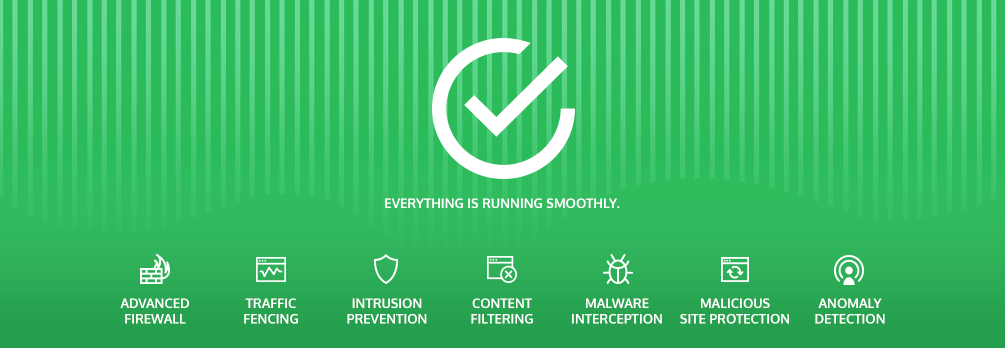 EVERYTHING IS RUNNING SMOOTHLY.
ADVANCED
FIREWALL
TRAFFIC
FENCING
INTRUSION
PREVENTION
CONTENT
FILTERING
MALWARE
INTERCEPTION
MALICIOUS
SITE PROTECTION
ANOMALY
DETECTION